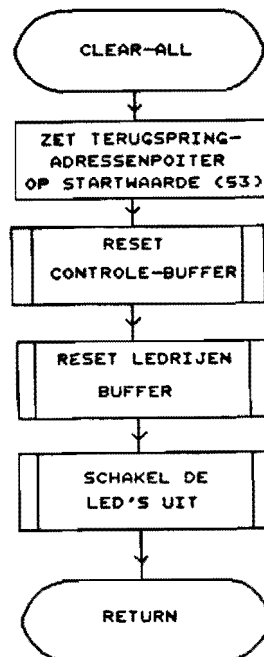 CLEAR-ALL
ZET TERUGSPRING-
ADRESSENPOITER
OP STARTWAARDE (53)
RESET
CONTROLE-BUFFER
RESET LEDRIJEN
BUFFER
SCHAKEL DE
LED'S UIT
RETURN